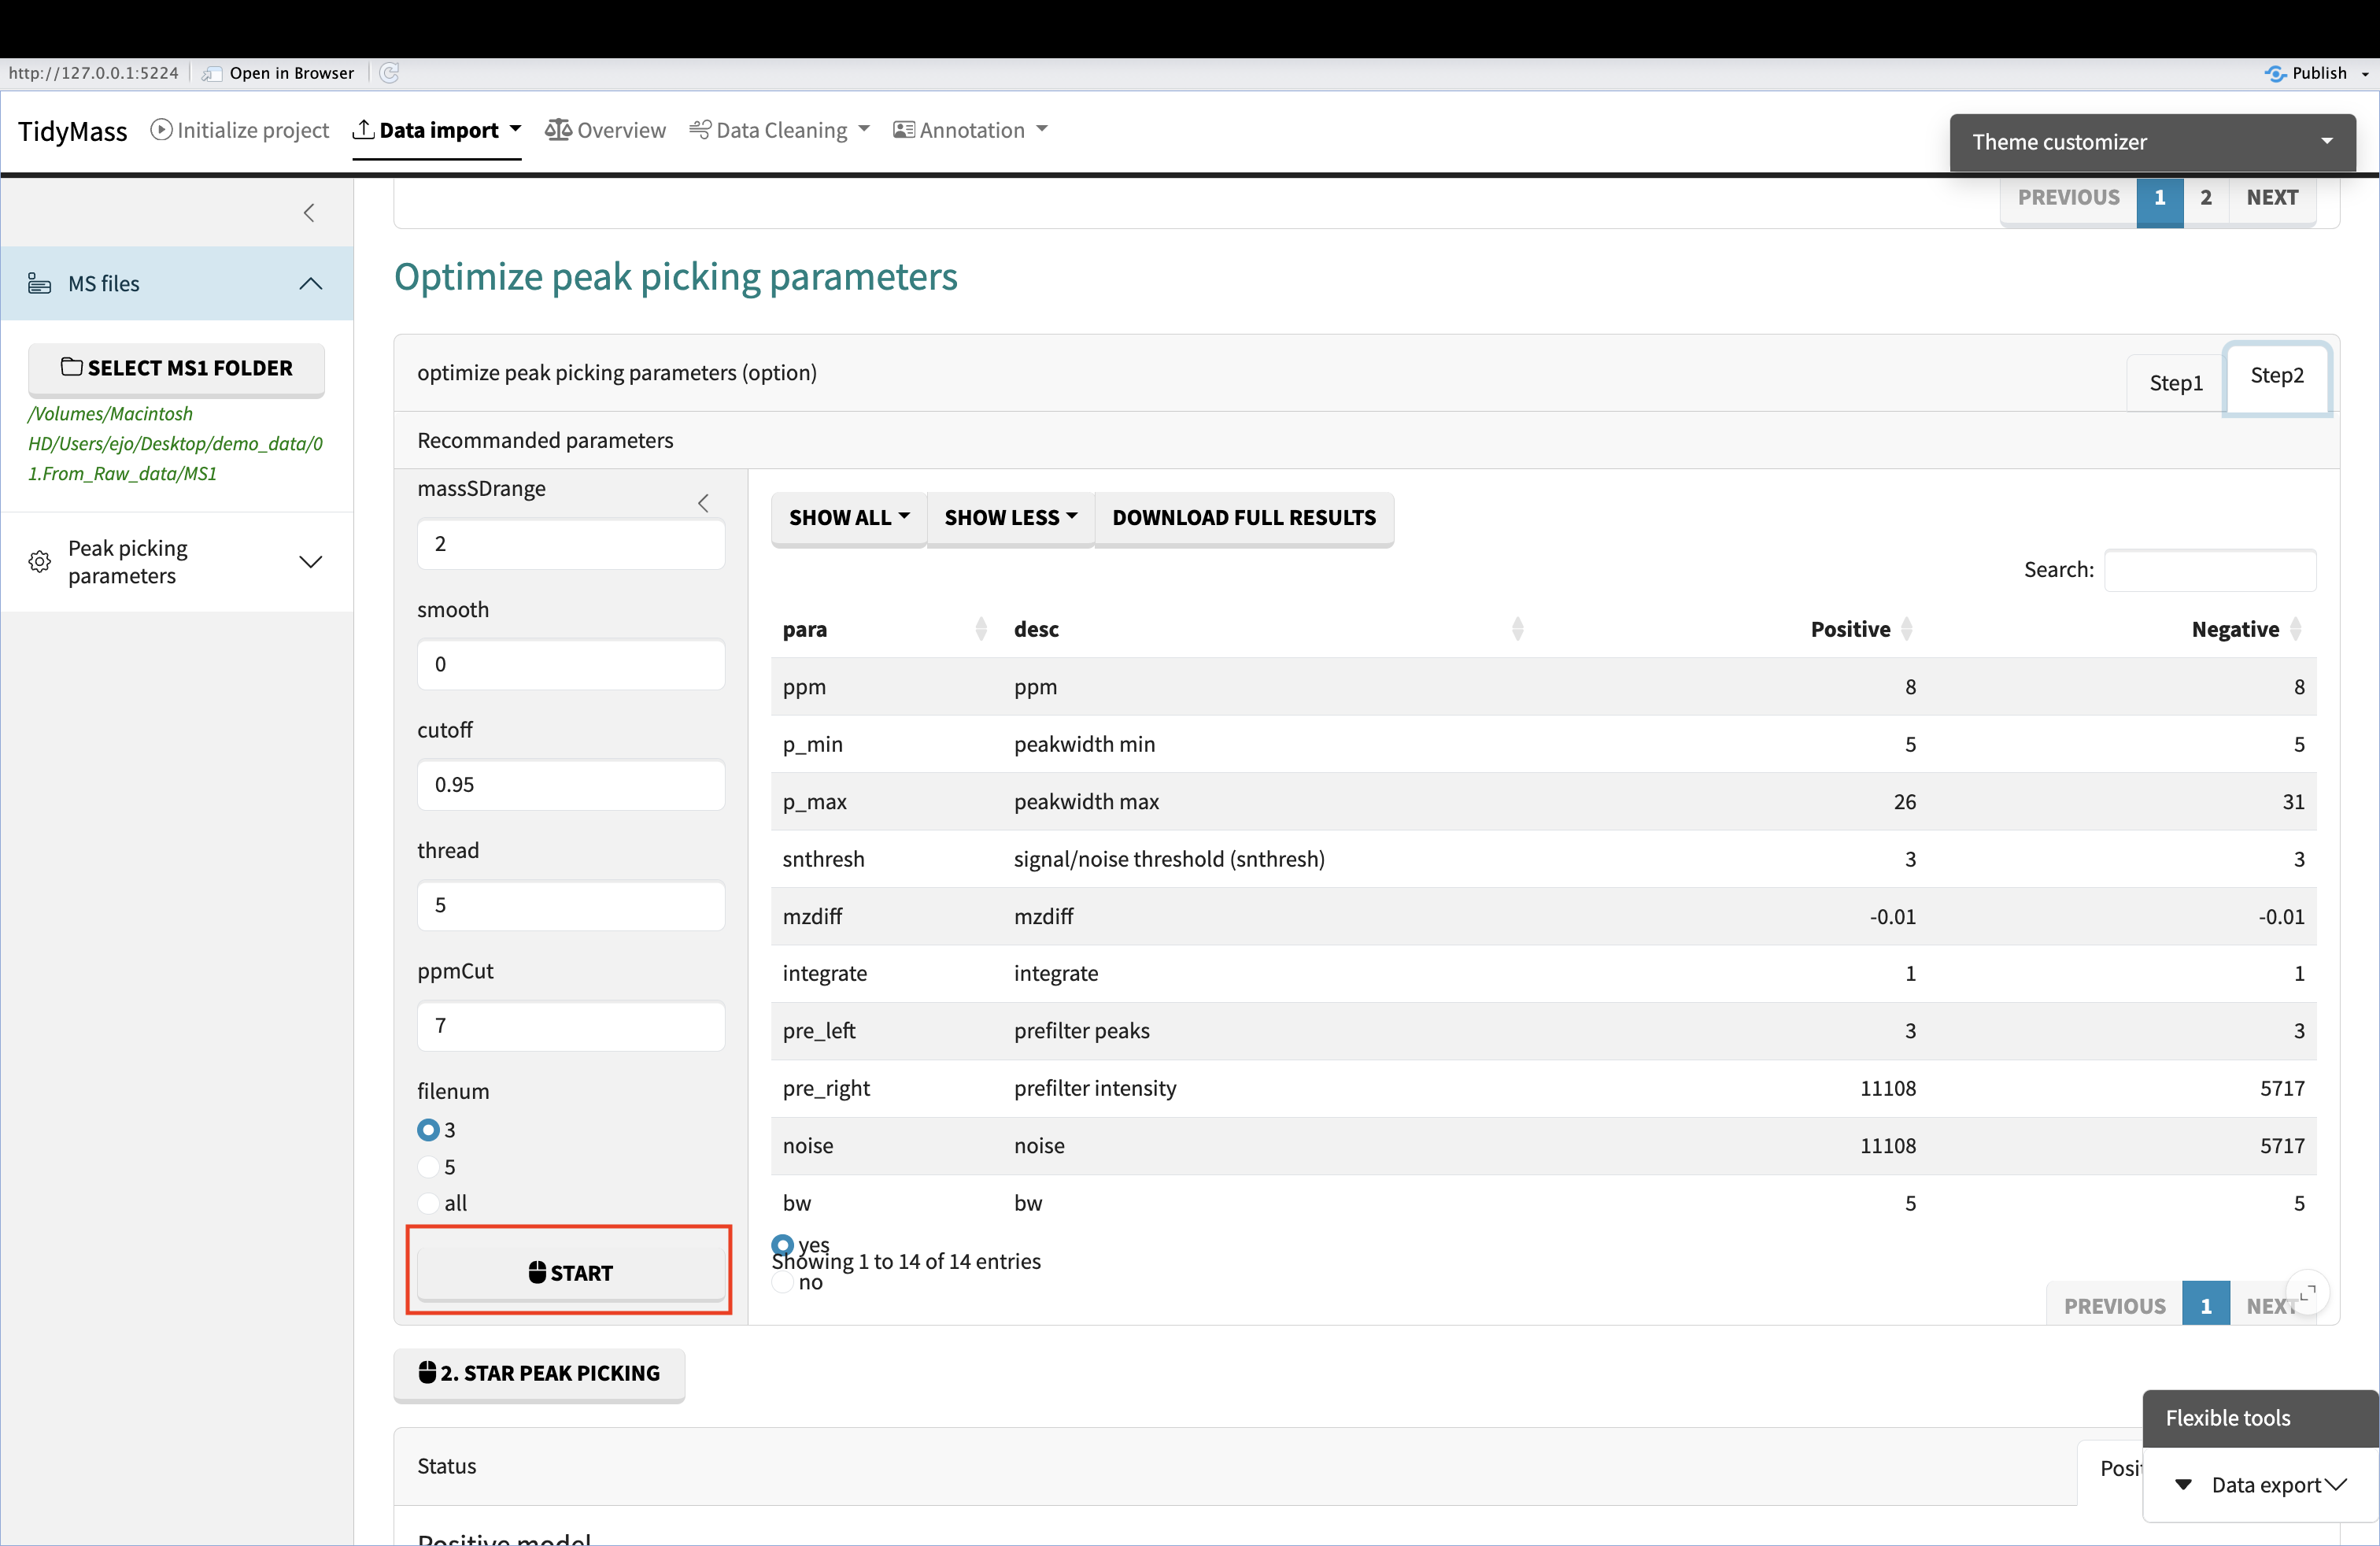 http://127.0.0.1:5224 Open in Browser Publish
TidyMass Initialize project Data import Overview Data Cleaning Annotation
Theme customizer
PREVIOUS 1 2 NEXT
MS files
SELECT MS1 FOLDER
/Volumes/Macintosh
HD/Users/ejo/Desktop/demo_data/0
1.From_Raw_data/MS1
Peak picking
parameters
Optimize peak picking parameters
optimize peak picking parameters (option)
Step1 Step2
Recommanded parameters
massSDrange
2
smooth
0
cutoff
0.95
thread
5
ppmCut
7
filenum
3
5
all
START
SHOW ALL SHOW LESS DOWNLOAD FULL RESULTS
Search:
para desc Positive Negative
ppm ppm 8 8
p_min peakwidth min 5 5
p_max peakwidth max 26 31
snthresh signal/noise threshold (snthresh) 3 3
mzdiff mzdiff -0.01 -0.01
integrate integrate 1 1
pre_left prefilter peaks 3 3
pre_right prefilter intensity 11108 5717
noise noise 11108 5717
bw bw 5 5
yes
Showing 1 to 14 of 14 entries
no
PREVIOUS 1 NEXT
2. STAR PEAK PICKING
Status
Posit
Flexible tools
Data export
Positive model